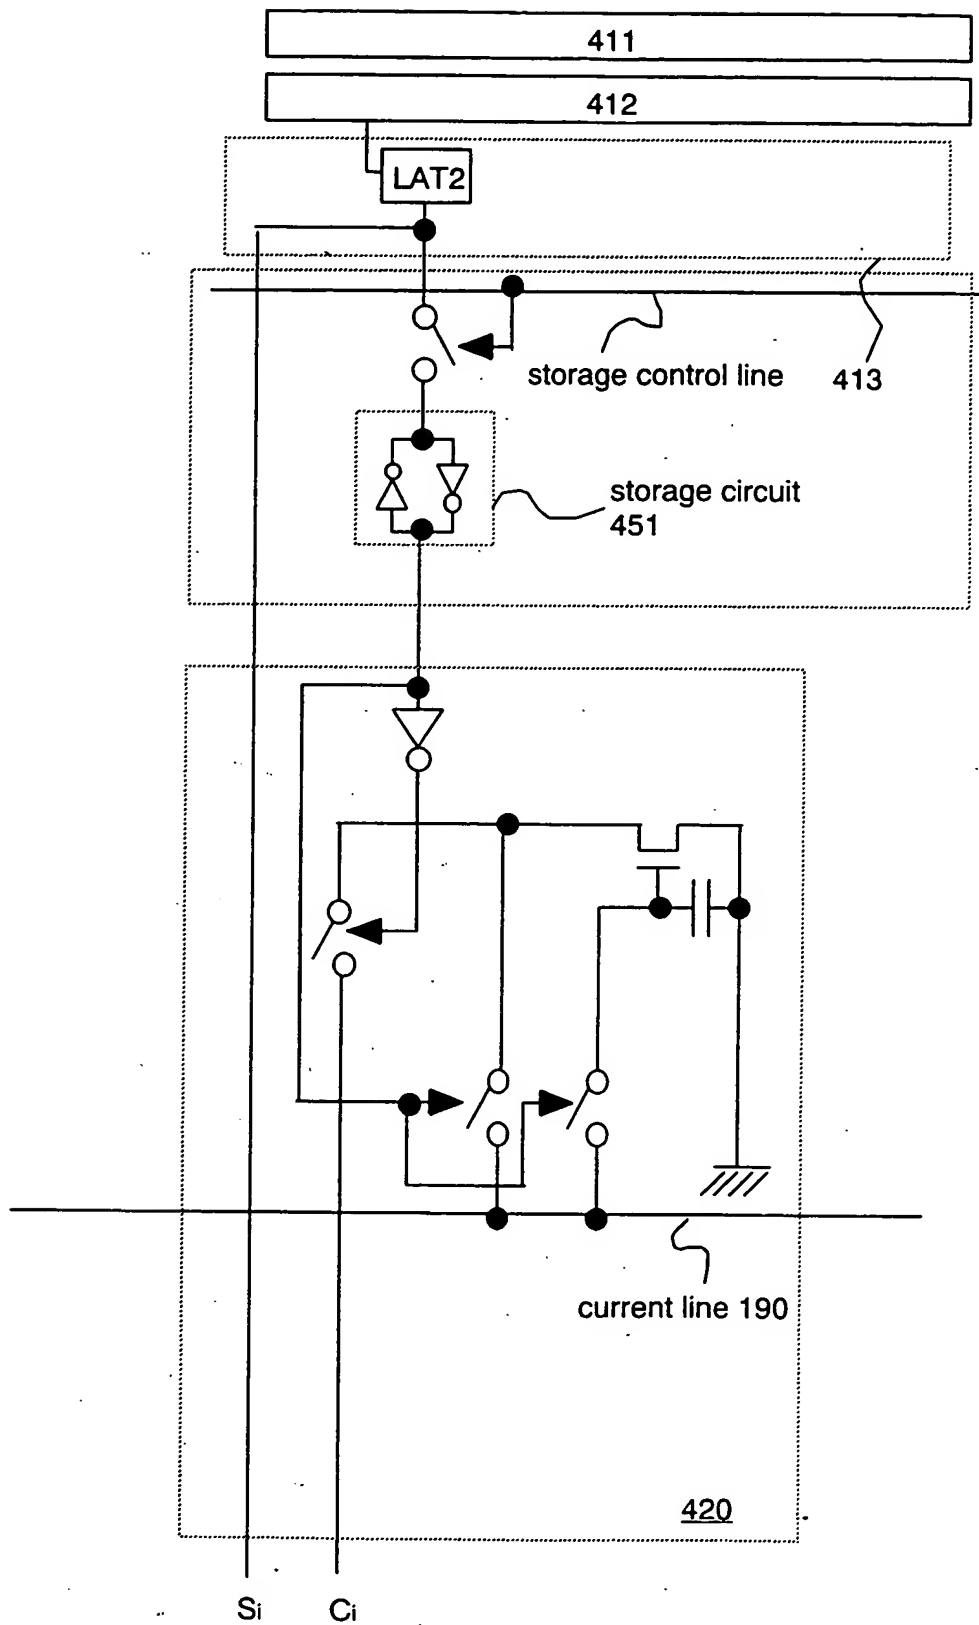 411
412
LAT2
storage control line
413
storage circuit
451
current line 190
420
Si
Ci